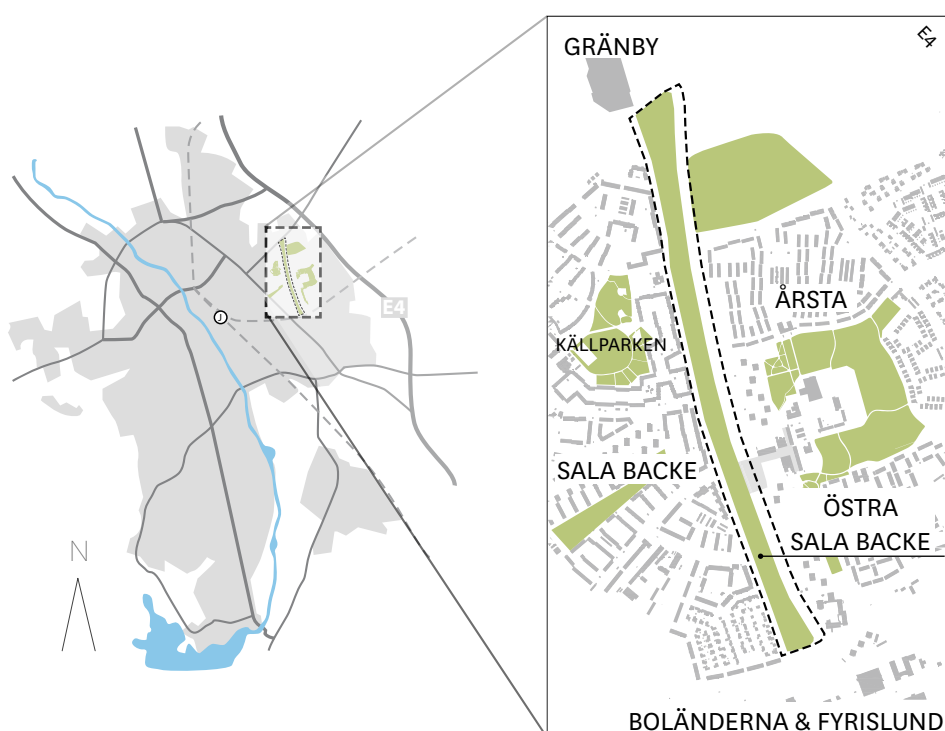 E4
GRÄNBY
ÅRSTA
KÄLLPARKEN
SALA BACKE
ÖSTRA
SALA BACKE
BOLÄNDERNA & FYRISLUND
E4
J
N